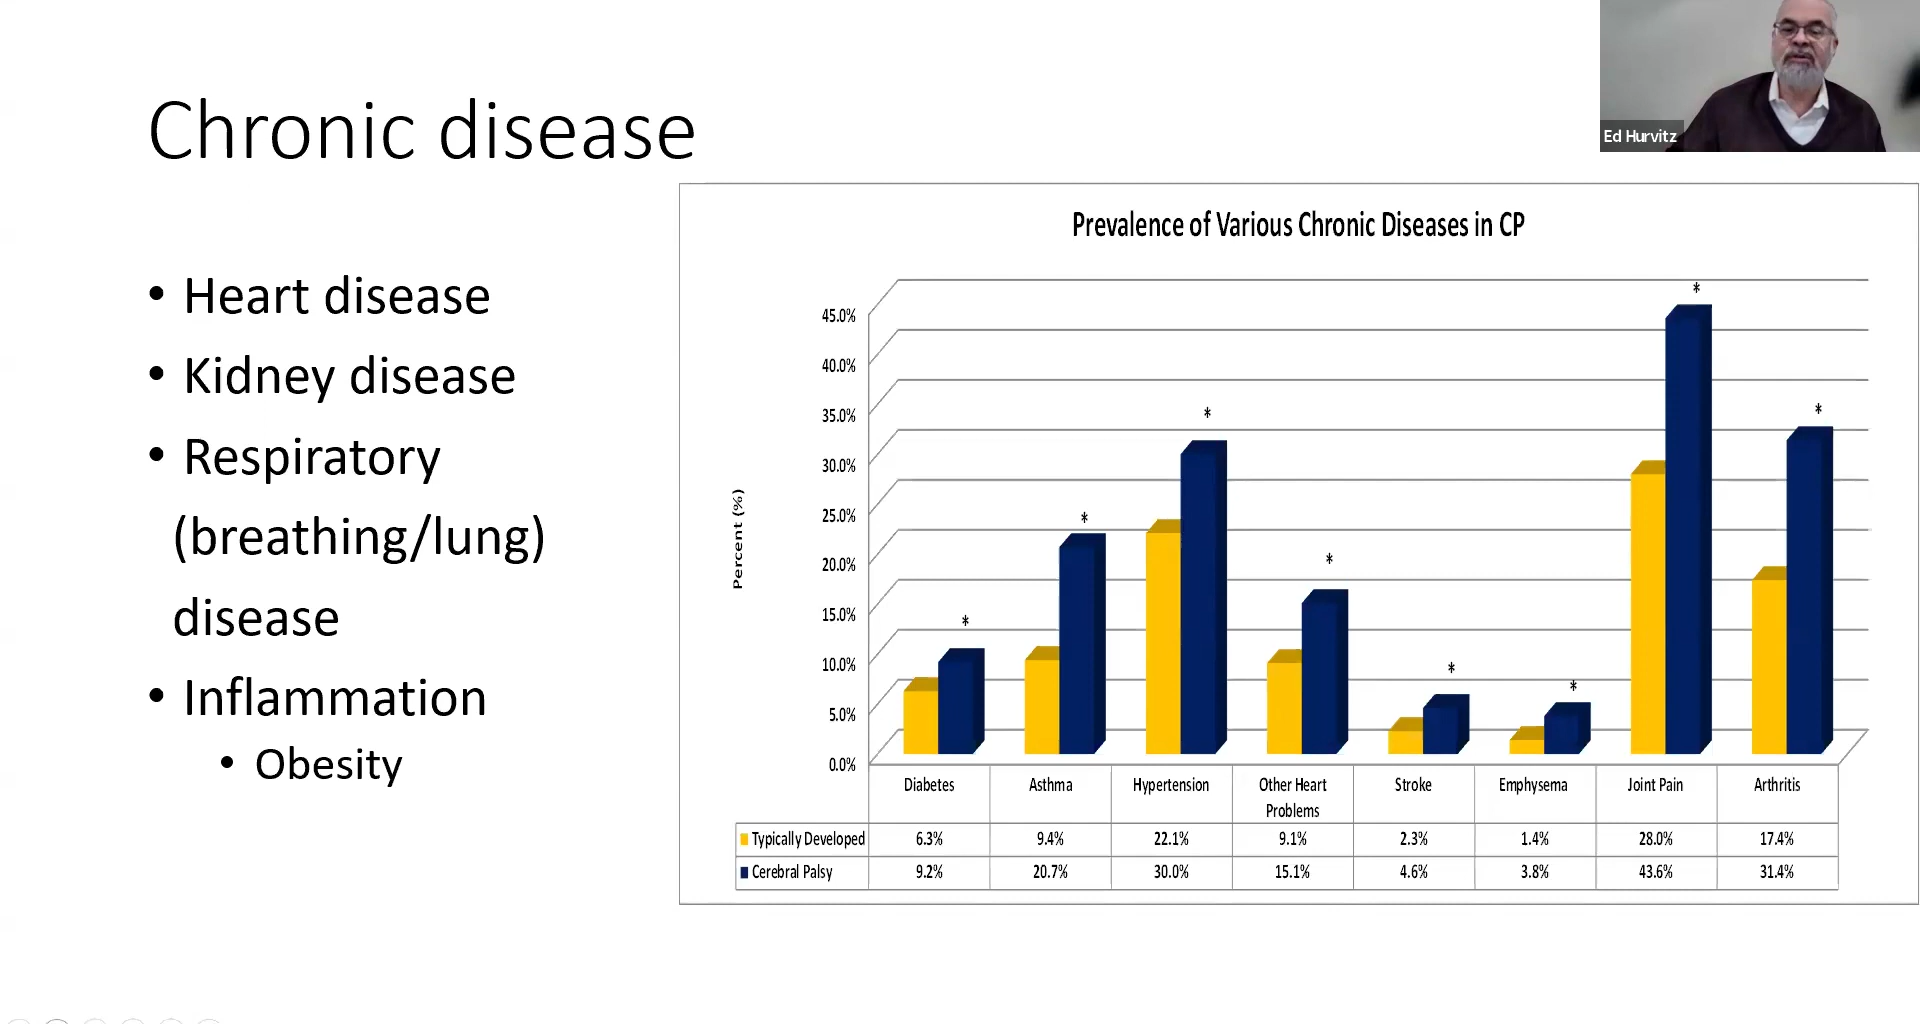 Chronic disease
Ed Hurvitz
• Heart disease
• Kidney disease
• Respiratory
(breathing/lung)
disease
• Inflammation
• Obesity
Prevalence of Various Chronic Diseases in CP
Percent (%)
45.0%
40.0%
35.0%
30.0%
25.0%
20.0%
15.0%
10.0%
5.0%
0.0%
* * * * * * * *
Diabetes Asthma Hypertension Other Heart Problems Stroke Emphysema Joint Pain Arthritis
Typically Developed 6.3% 9.4% 22.1% 9.1% 2.3% 1.4% 28.0% 17.4%
Cerebral Palsy 9.2% 20.7% 30.0% 15.1% 4.6% 3.8% 43.6% 31.4%